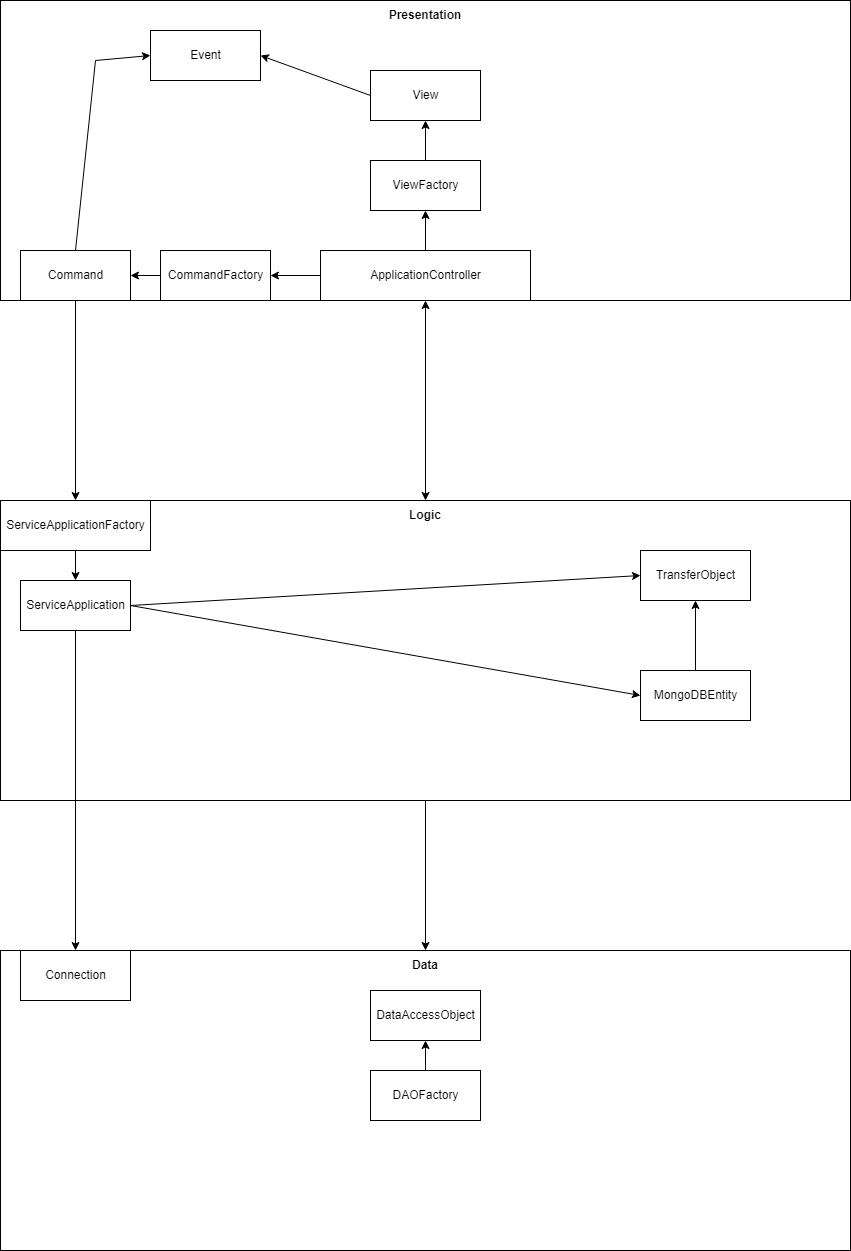 Presentation
Event
View
ViewFactory
Command
CommandFactory
ApplicationController
Logic
ServiceApplicationFactory
TransferObject
ServiceApplication
MongoDBEntity
Data
Connection
DataAccessObject
DAOFactory